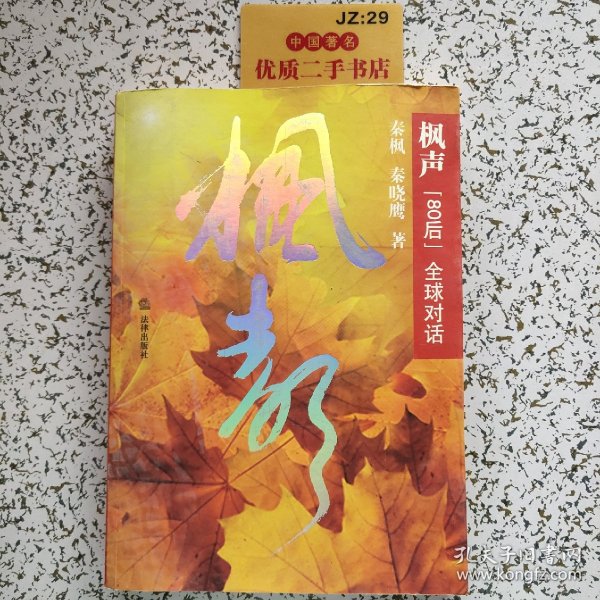 JZ:29
中国著名
优质二手书店
枫声
枫声「80后」全球对话
秦枫 秦晓鹰 著
法律出版社
孔夫子旧书网
www.kongfz.com